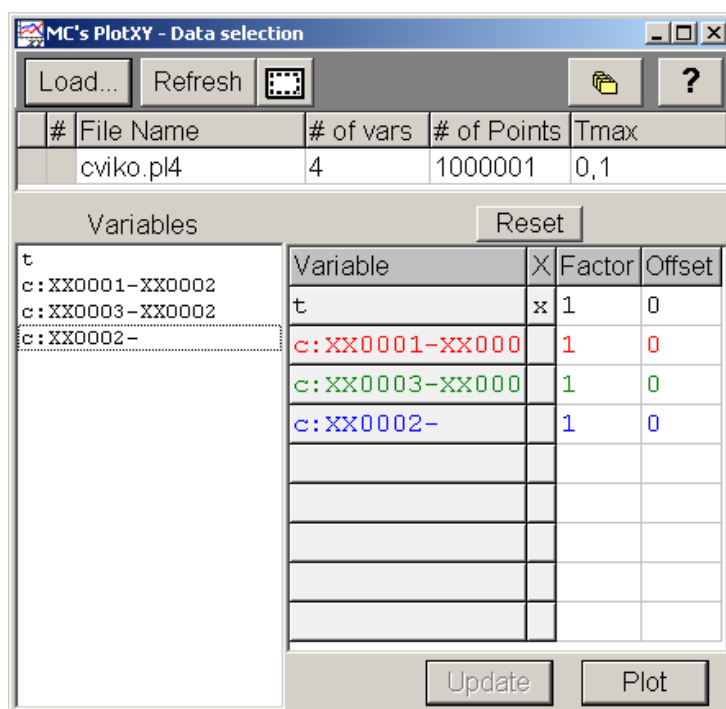 MC's PlotXY - Data selection
Load... Refresh ?
# File Name # of vars # of Points Tmax
cviko.pl4 4 1000001 0,1
Variables Reset
t
c:XX0001-XX0002
c:XX0003-XX0002
c:XX0002-
Variable X Factor Offset
t x 1 0
c:XX0001-XX000 1 0
c:XX0003-XX000 1 0
c:XX0002- 1 0
Update Plot